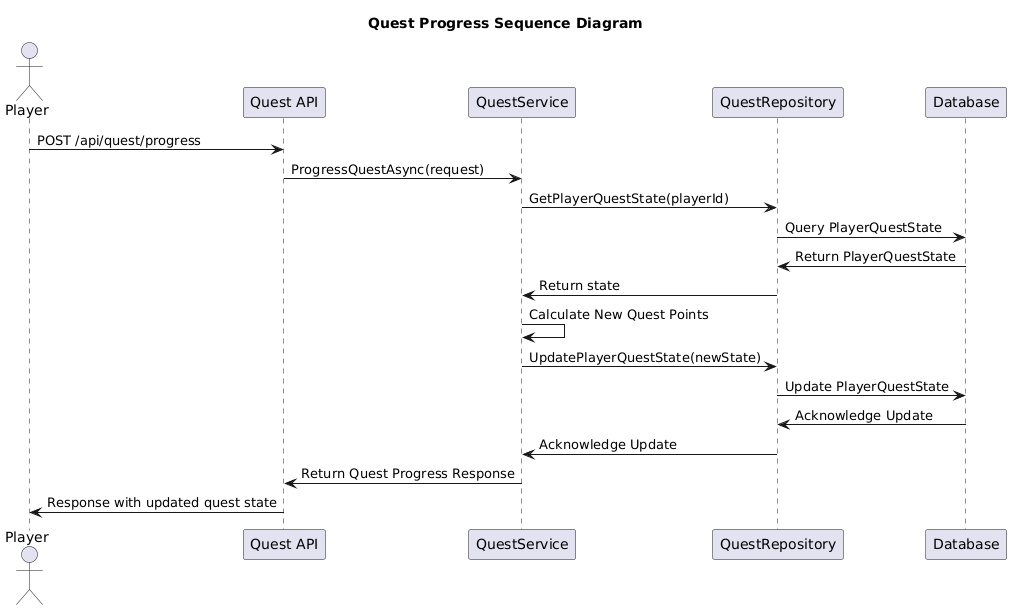 Quest Progress Sequence Diagram
Player
Quest API
QuestService
QuestRepository
Database
POST /api/quest/progress
ProgressQuestAsync(request)
GetPlayerQuestState(playerId)
Query PlayerQuestState
Return PlayerQuestState
Return state
Calculate New Quest Points
UpdatePlayerQuestState(newState)
Update PlayerQuestState
Acknowledge Update
Acknowledge Update
Return Quest Progress Response
Response with updated quest state
Player
Quest API
QuestService
QuestRepository
Database